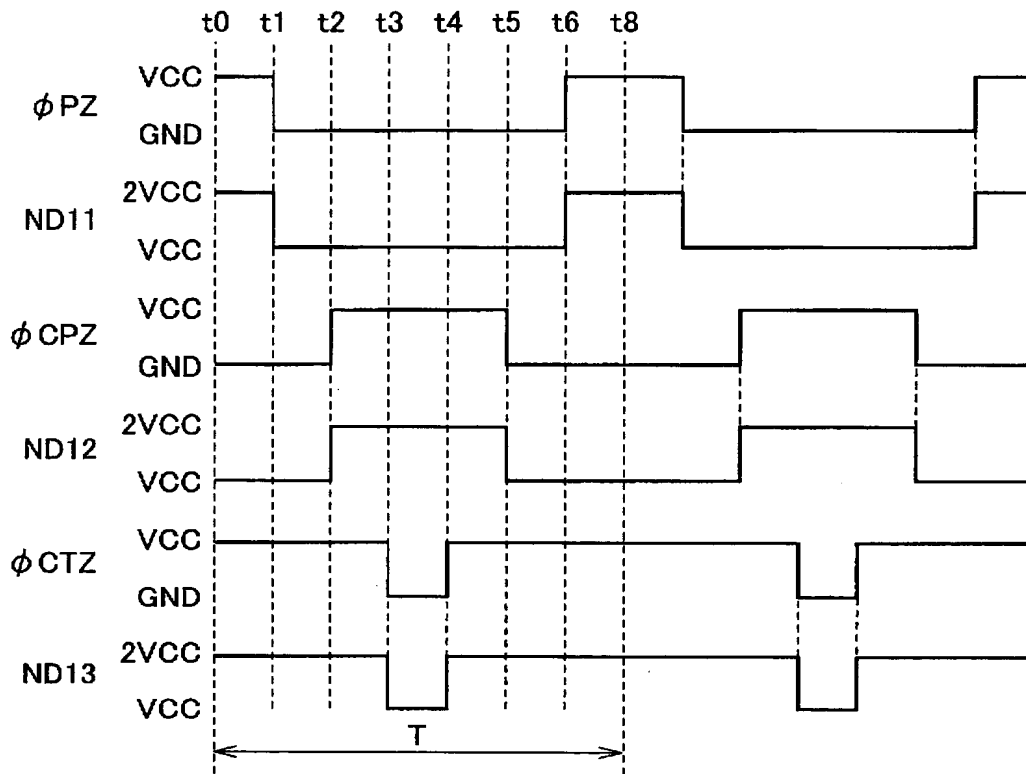 t0 t1 t2 t3 t4 t5 t6 t8
VCC
φPZ
GND
2VCC
ND11
VCC
VCC
φCPZ
GND
2VCC
ND12
VCC
VCC
φCTZ
GND
2VCC
ND13
VCC
T